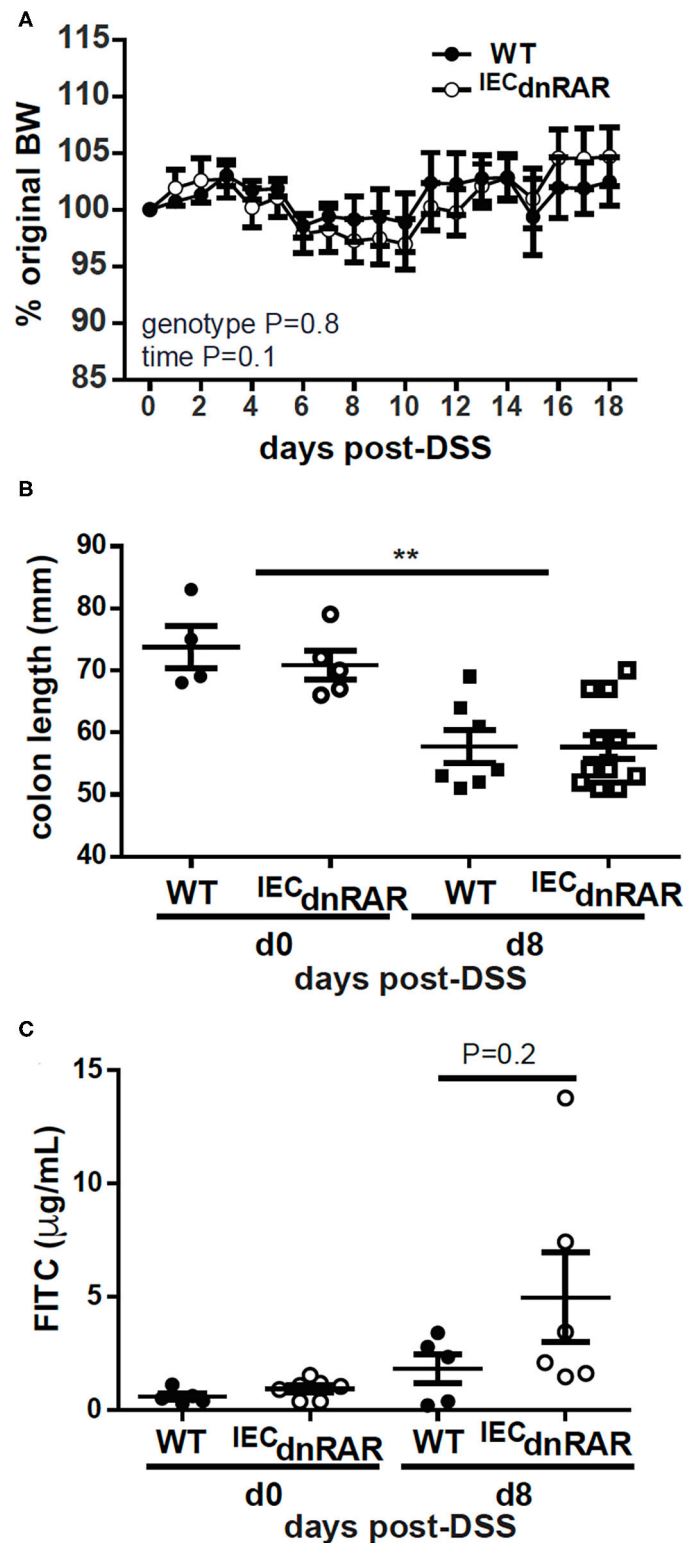 A
115
110
105
100
95
90
85
% original BW
WT
IECdnRAR
genotype P=0.8
time P=0.1
0 2 4 6 8 10 12 14 16 18
days post-DSS
B
90
80
70
60
50
40
colon length (mm)
**
WT IECdnRAR WT IECdnRAR
d0 d8
days post-DSS
C
15
10
5
0
FITC (μg/mL)
P=0.2
WT IECdnRAR WT IECdnRAR
d0 d8
days post-DSS